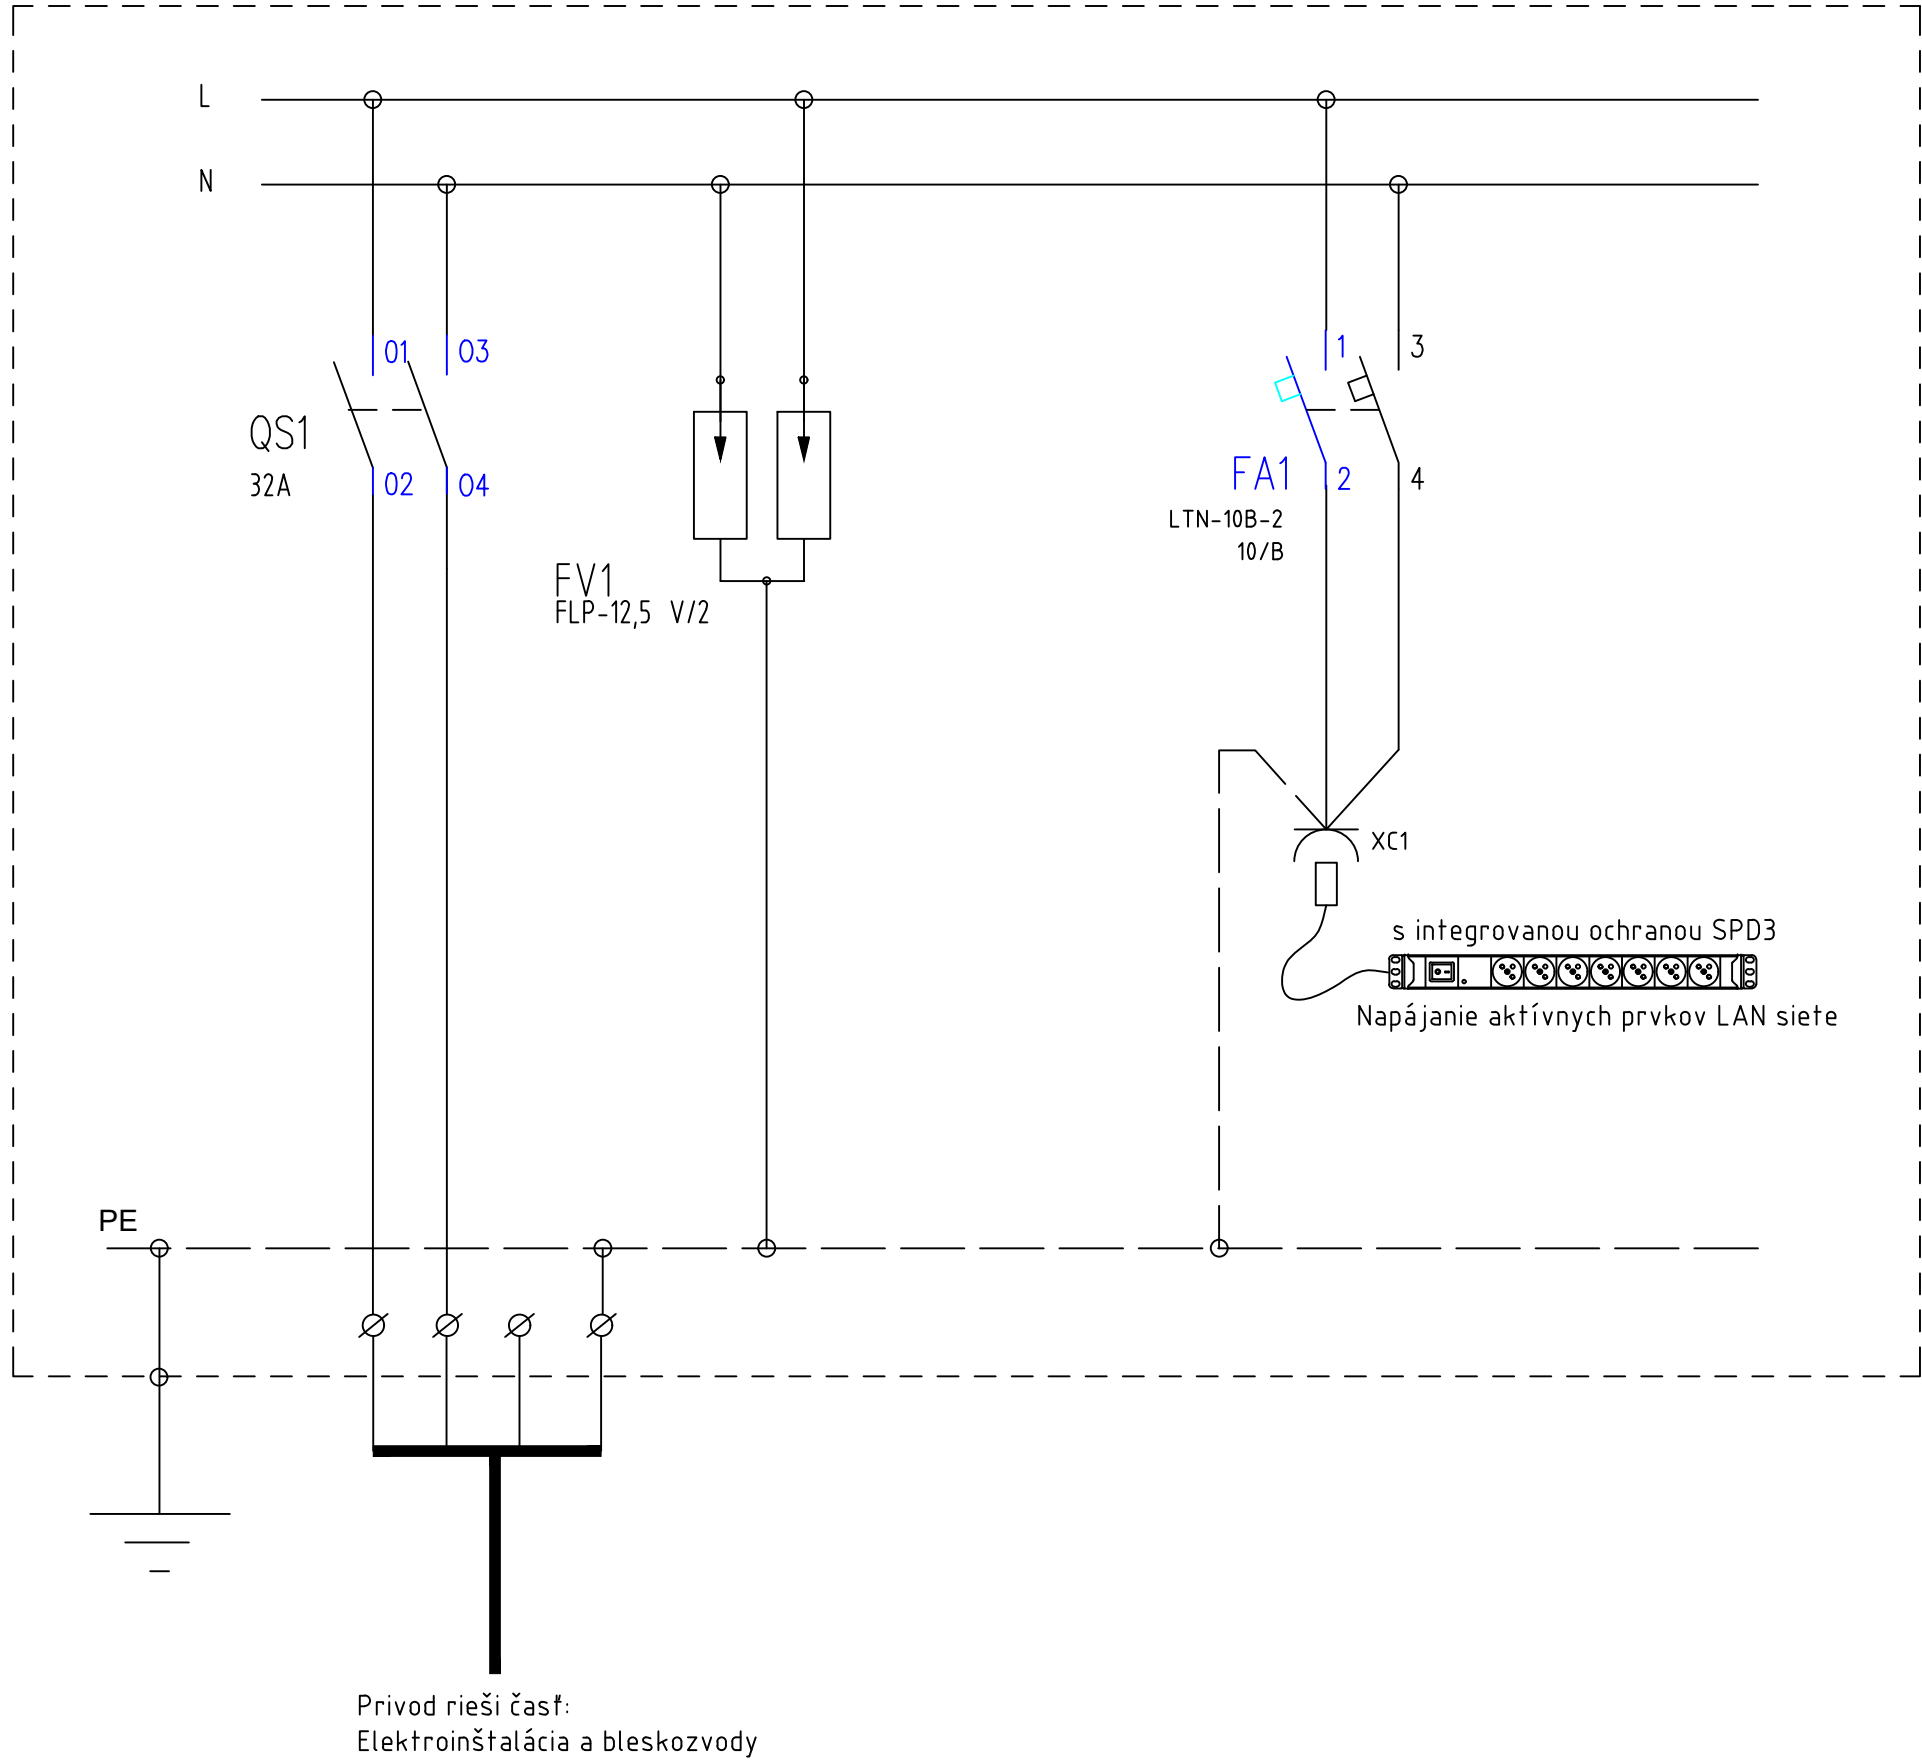 L
N
01
03
QS1
32A
02
04
FV1
FLP-12,5 V/2
1
3
FA1
2
4
LTN-10B-2
10/B
XC1
s integrovanou ochranou SPD3
Napájanie aktívnych prvkov LAN siete
PE
Privod rieši časť:
Elektroinštalácia a bleskozvody